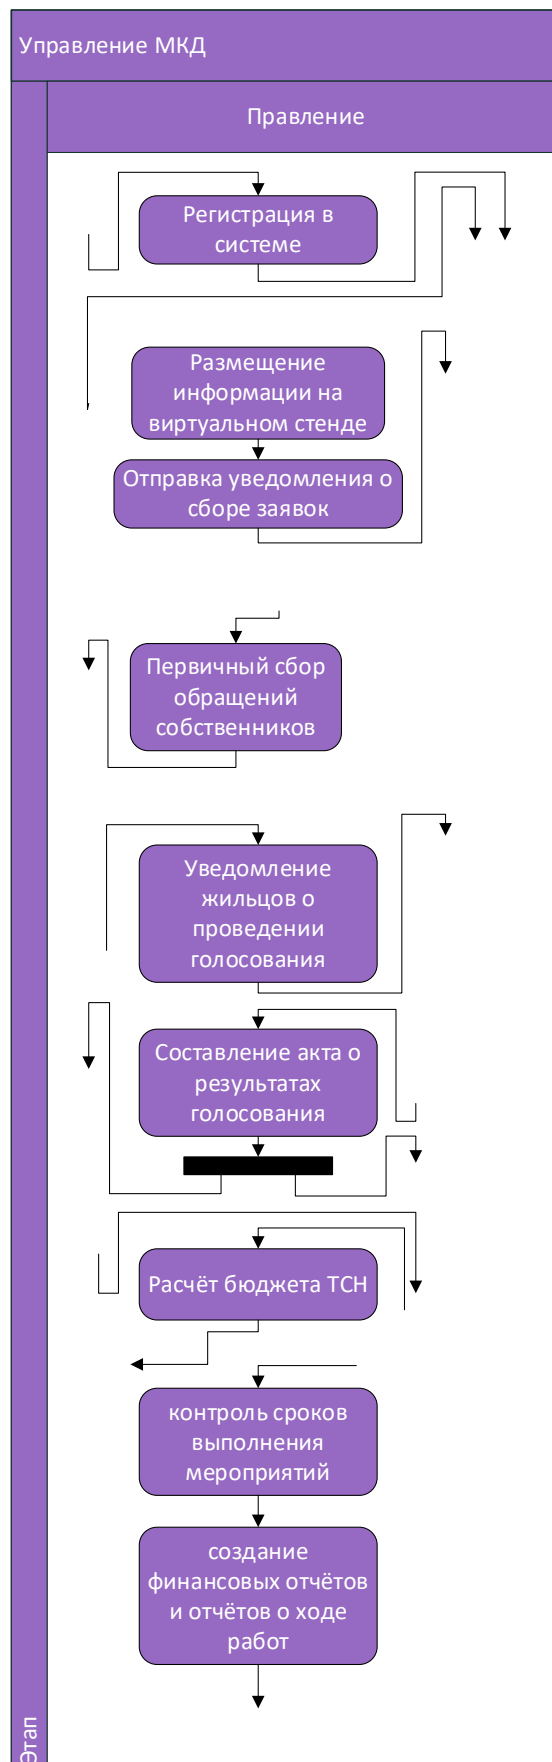 Управление МКД
Правление
Регистрация в
системе
Размещение
информации на
виртуальном стенде
Отправка уведомления о
сборе заявок
Первичный сбор
обращений
собственников
Уведомление
жильцов о
проведении
голосования
Составление акта о
результатах
голосования
Расчёт бюджета ТСН
контроль сроков
выполнения
мероприятий
создание
финансовых отчётов
и отчётов о ходе
работ
Этап